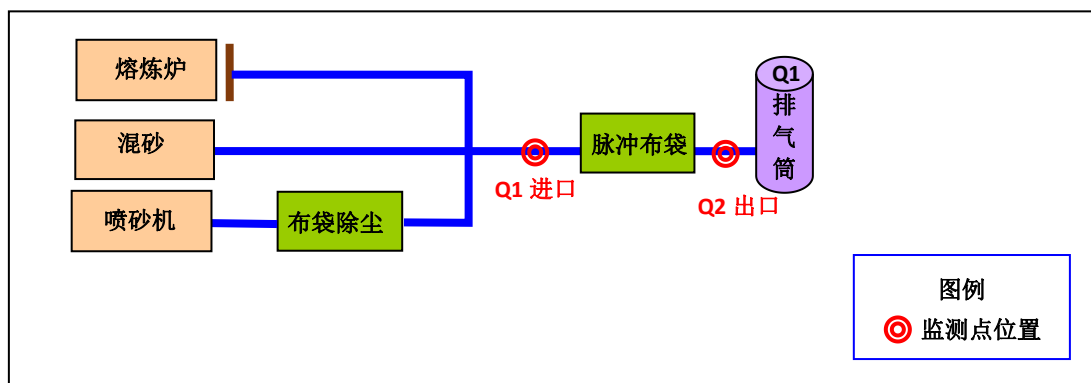 熔炼炉
混砂
喷砂机
布袋除尘
Q1 进口
脉冲布袋
Q2 出口
Q1
排
气
筒
图例
监测点位置